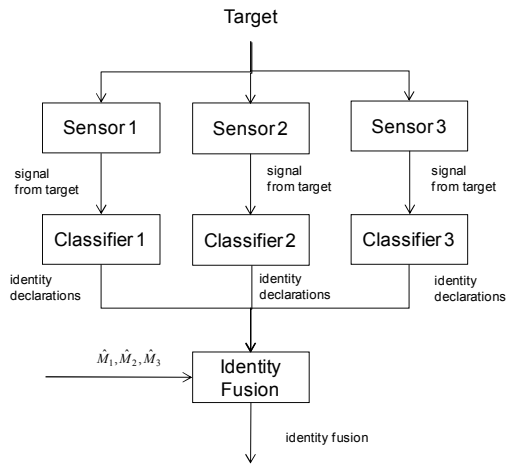 Target
Sensor 1
Sensor 2
Sensor 3
signal
from target
signal
from target
signal
from target
Classifier 1
Classifier 2
Classifier 3
identity
declarations
identity
declarations
identity
declarations
M̂₁, M̂₂, M̂₃
Identity
Fusion
identity fusion